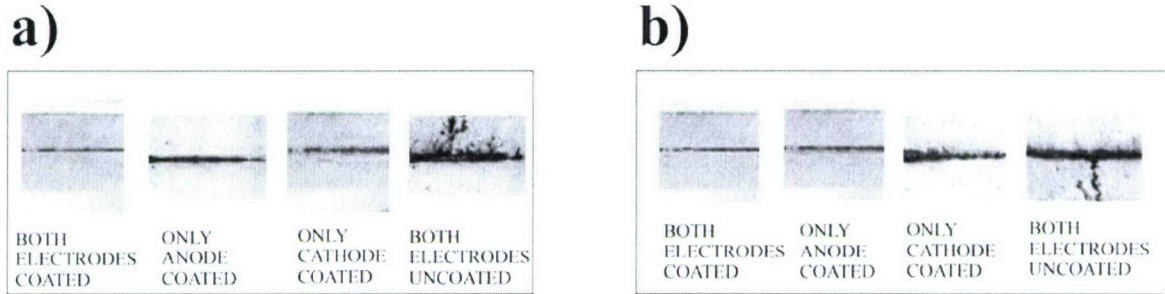 a)
BOTH
ELECTRODES
COATED
ONLY
ANODE
COATED
ONLY
CATHODE
COATED
BOTH
ELECTRODES
UNCOATED
b)
BOTH
ELECTRODES
COATED
ONLY
ANODE
COATED
ONLY
CATHODE
COATED
BOTH
ELECTRODES
UNCOATED